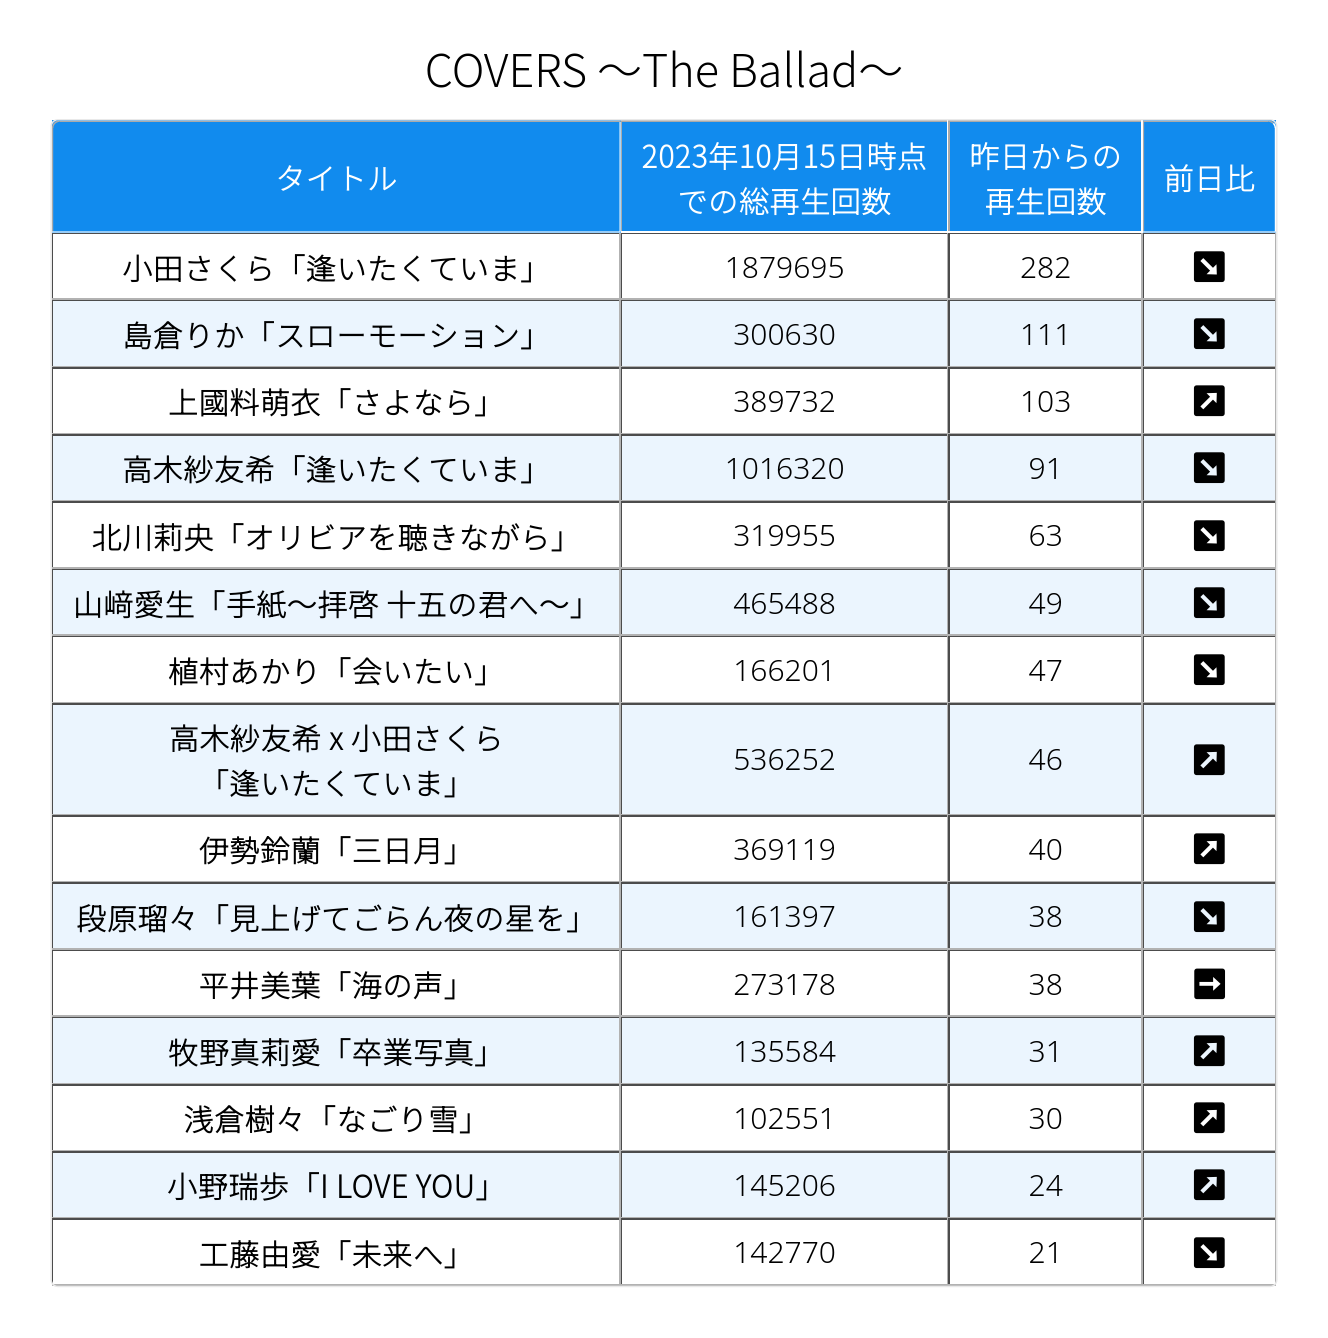 COVERS ～The Ballad～
タイトル
2023年10月15日時点
での総再生回数
昨日からの
再生回数
前日比
小田さくら「逢いたくていま」 1879695 282 ↘
島倉りか「スローモーション」 300630 111 ↘
上國料萌衣「さよなら」 389732 103 ↗
高木紗友希「逢いたくていま」 1016320 91 ↘
北川莉央「オリビアを聴きながら」 319955 63 ↘
山﨑愛生「手紙～拝啓 十五の君へ～」 465488 49 ↘
植村あかり「会いたい」 166201 47 ↘
高木紗友希 x 小田さくら
「逢いたくていま」 536252 46 ↗
伊勢鈴蘭「三日月」 369119 40 ↗
段原瑠々「見上げてごらん夜の星を」 161397 38 ↘
平井美葉「海の声」 273178 38 →
牧野真莉愛「卒業写真」 135584 31 ↗
浅倉樹々「なごり雪」 102551 30 ↗
小野瑞歩「I LOVE YOU」 145206 24 ↗
工藤由愛「未来へ」 142770 21 ↘